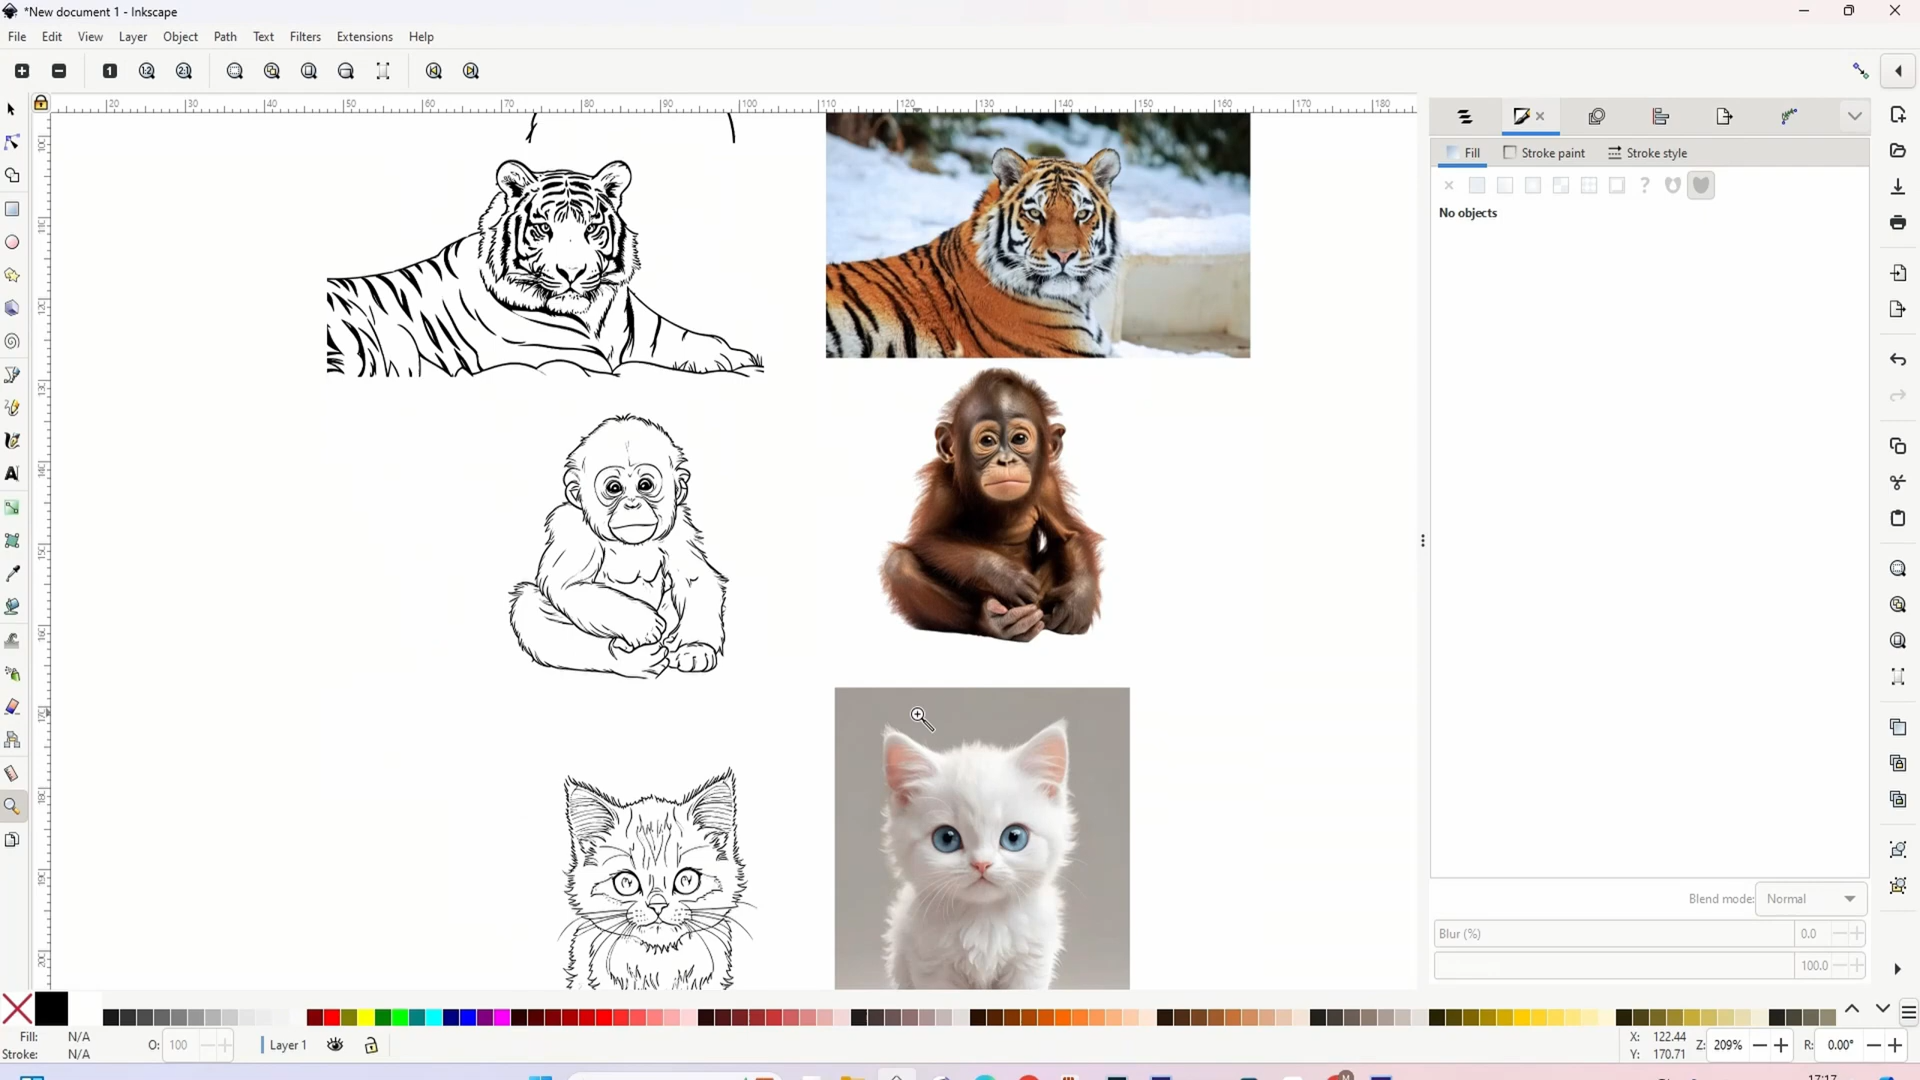 *New document 1 - Inkscape
File Edit View Layer Object Path Text Filters Extensions Help
Fill Stroke paint Stroke style
No objects
Blend mode: Normal
Blur (%) 0.0
100.0
Fill: N/A
Stroke: N/A
O: 100
Layer 1
X: 122.44
Y: 170.71
Z: 209%
R: 0.00°
17:17